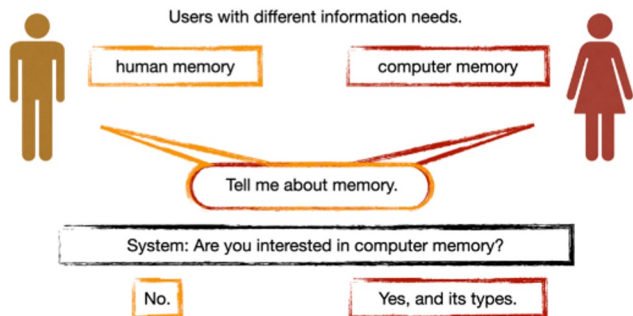 Users with different information needs.
human memory
computer memory
Tell me about memory.
System: Are you interested in computer memory?
No.
Yes, and its types.